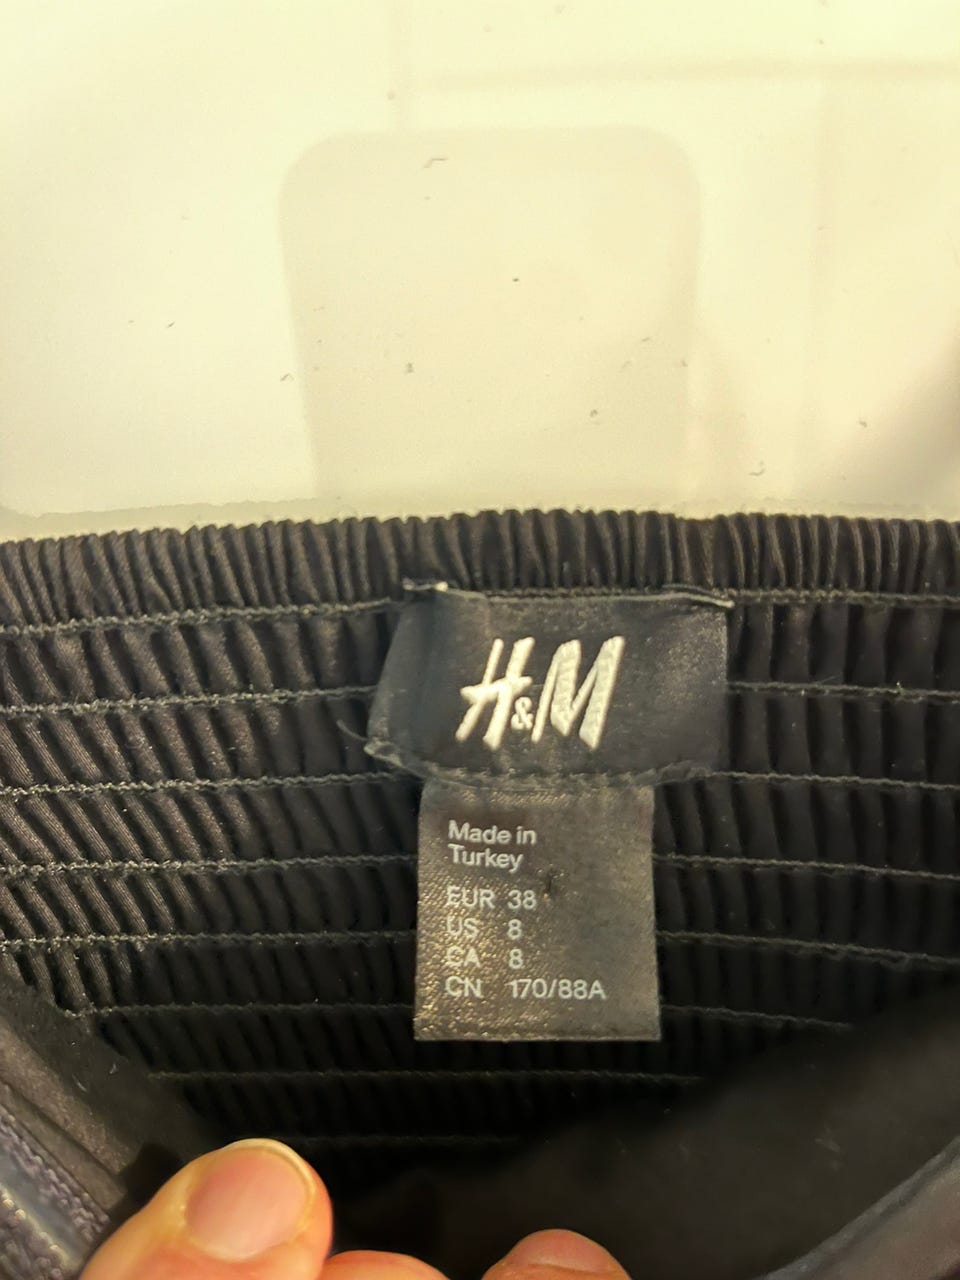 H&M
Made in
Turkey
EUR 38
US 8
CA 8
CN 170/88A